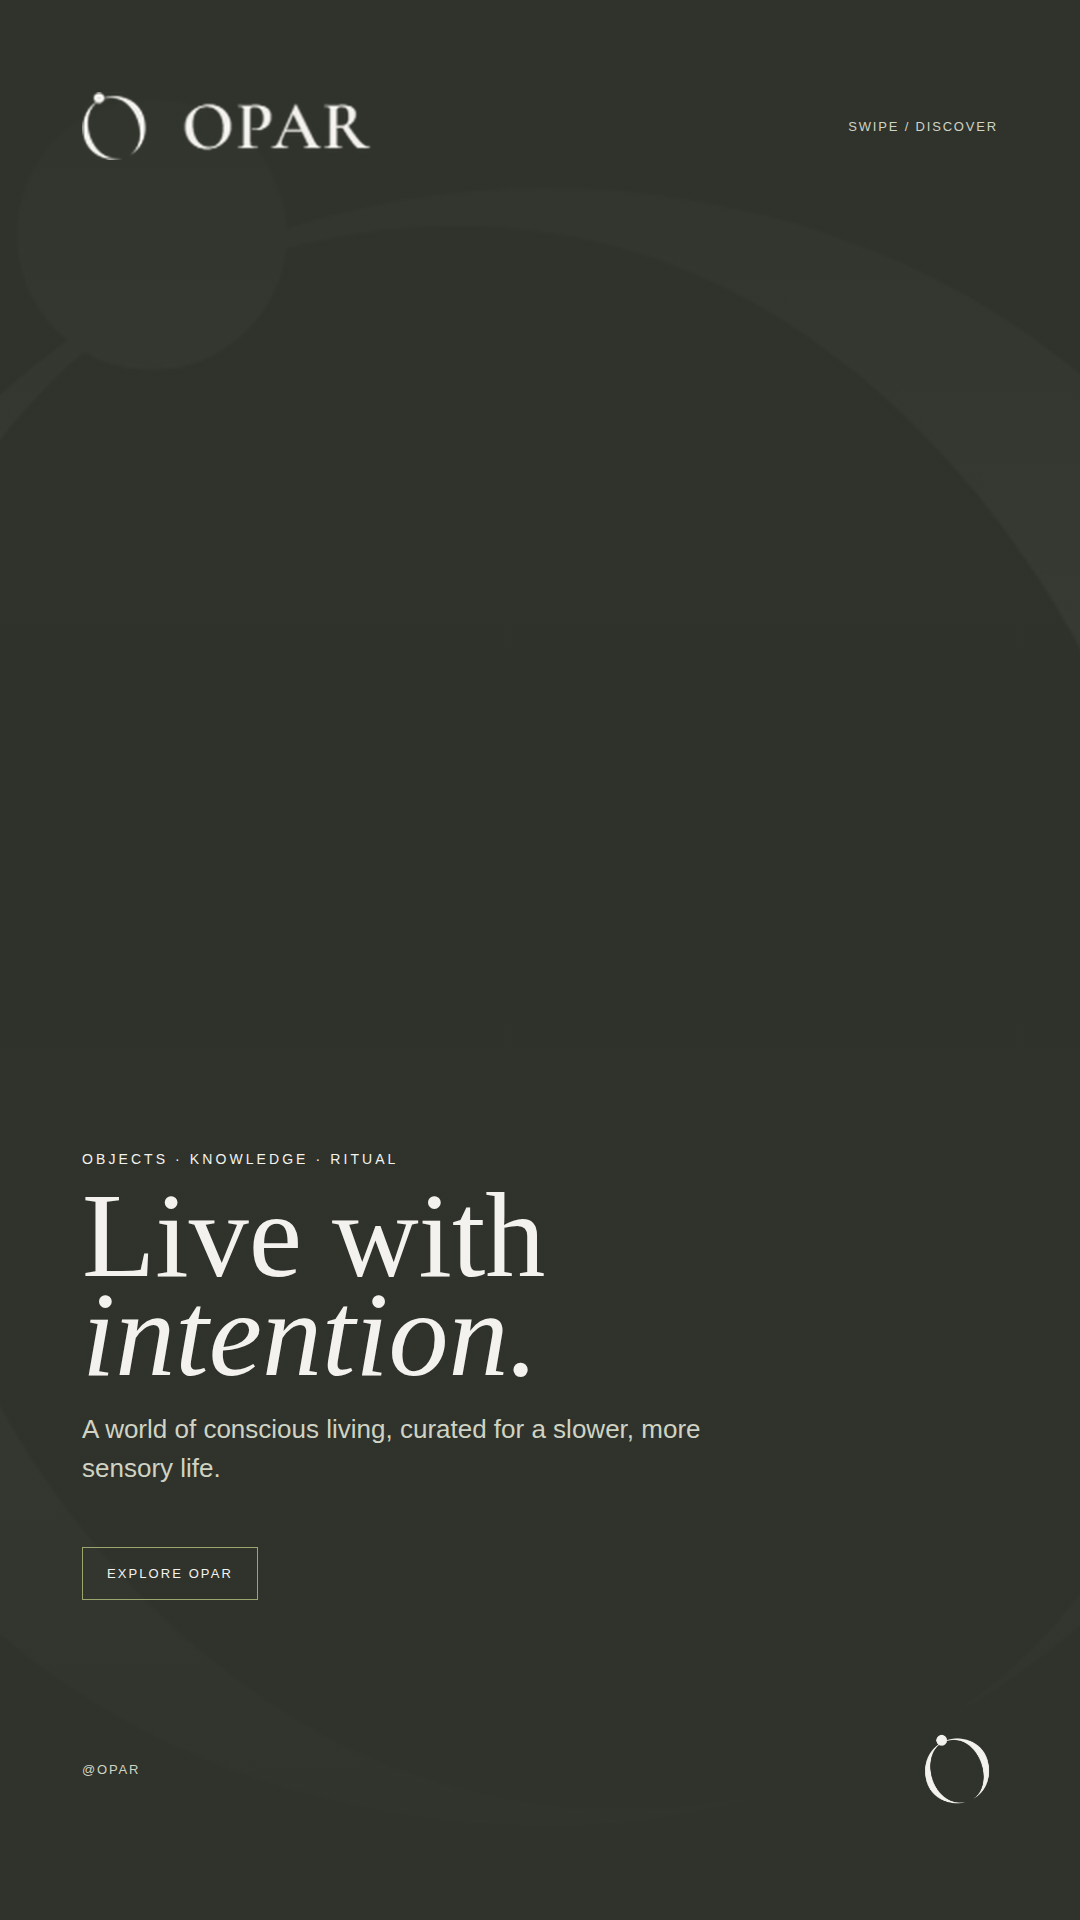 OPAR
SWIPE / DISCOVER
OBJECTS · KNOWLEDGE · RITUAL
Live with
intention.
A world of conscious living, curated for a slower, more
sensory life.
EXPLORE OPAR
@OPAR